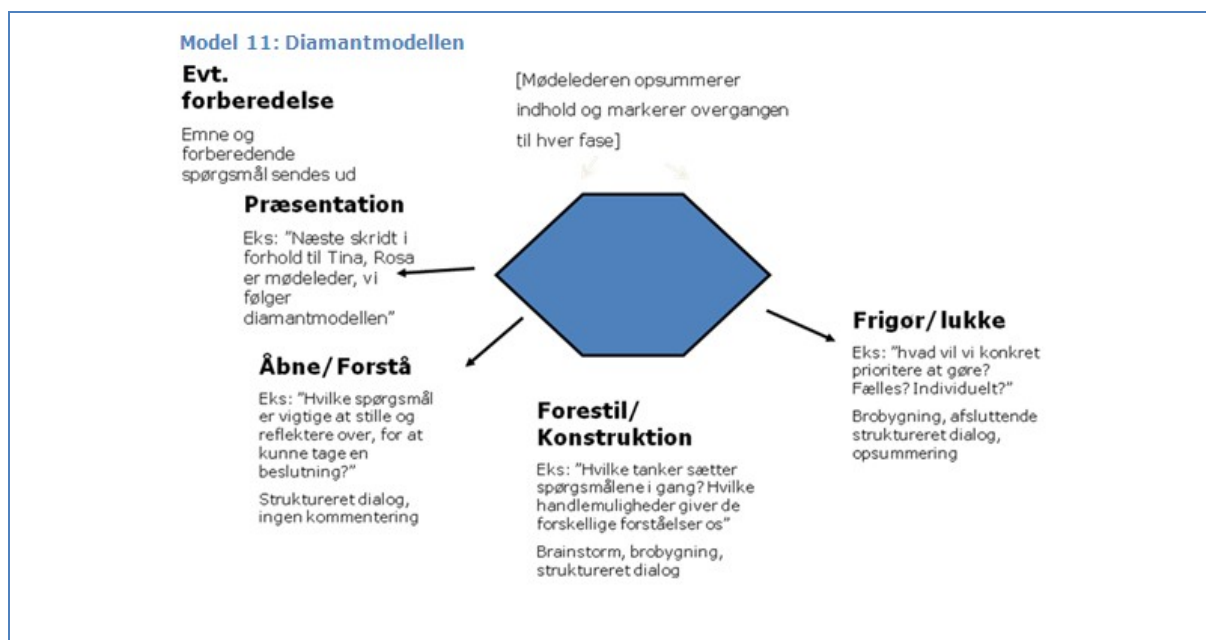 Model 11: Diamantmodellen
Evt.
forberedelse
Emne og
forberedende
spørgsmål sendes ud
[Mødelederen opsummerer
indhold og markerer overgangen
til hver fase]
Præsentation
Eks: ”Næste skridt i
forhold til Tina, Rosa
er mødeleder, vi
følger
diamantmodellen”
Åbne/Forstå
Eks: ”Hvilke spørgsmål
er vigtige at stille og
reflektere over, for at
kunne tage en
beslutning?”
Struktureret dialog,
ingen kommentering
Forestil/
Konstruktion
Eks: ”Hvilke tanker sætter
spørgsmålene i gang? Hvilke
handlemuligheder giver de
forskellige forståelser os”
Brainstorm, brobygning,
struktureret dialog
Frigør/lukke
Eks: ”hvad vil vi konkret
prioritere at gøre?
Fælles? Individuelt?”
Brobygning, afsluttende
struktureret dialog,
opsummering